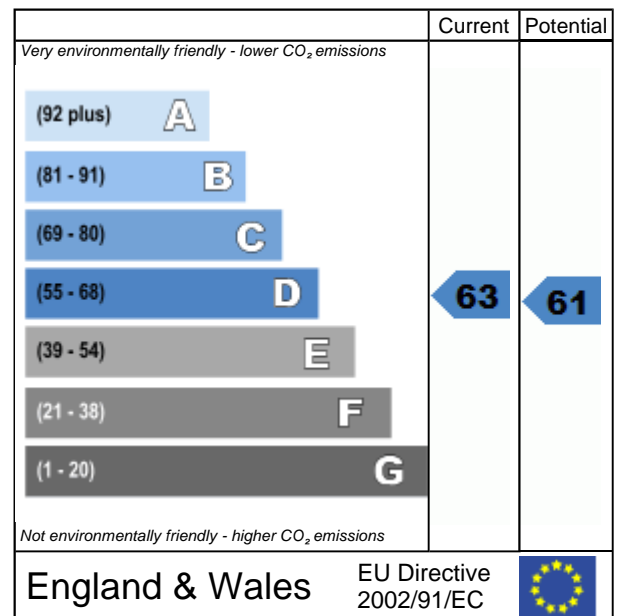 Current Potential
Very environmentally friendly - lower CO₂ emissions
(92 plus) A
(81 - 91) B
(69 - 80) C
(55 - 68) D 63 61
(39 - 54) E
(21 - 38) F
(1 - 20) G
Not environmentally friendly - higher CO₂ emissions
England & Wales
EU Directive
2002/91/EC